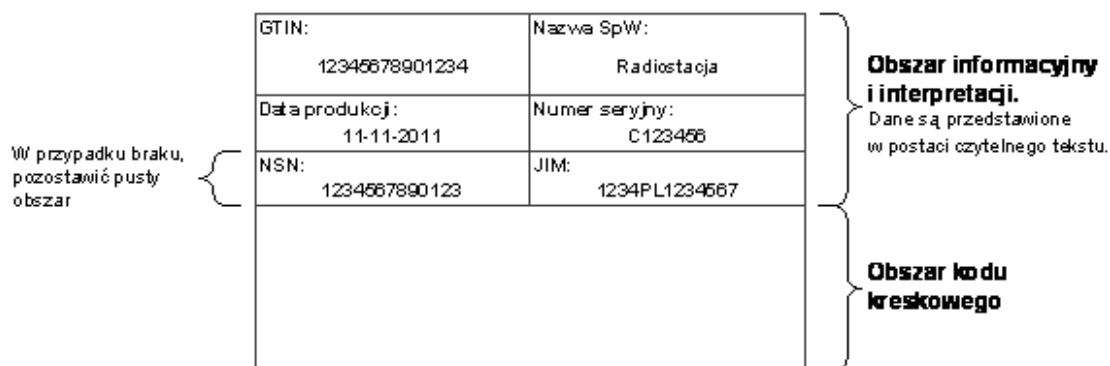 GTIN:
12345678901234
Nazwa SpW:
Radiostacja
Data produkcji:
11-11-2011
Numer seryjny:
C123456
NSN:
1234567890123
JIM:
1234PL1234567
W przypadku braku,
pozostawić pusty
obszar
Obszar informacyjny
i interpretacji.
Dane są przedstawione
w postaci czytelnego tekstu.
Obszar kodu
kreskowego